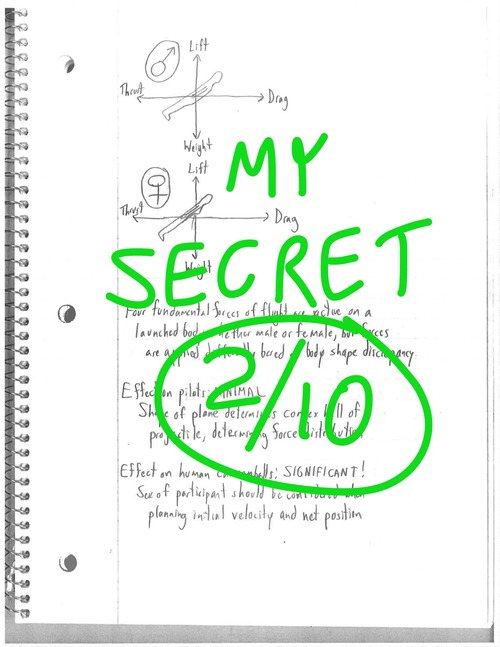 Lift
Thrust
Drag
Weight
Lift
Thrust
Drag
Weight
MY
SECRET
2/10
Four fundamental forces of flight are active on a
launched body whether male or female, but forces
are applied differently based on body shape discrepancy
Effect on pilots: MINIMAL
Shape of plane determines convex hull of
projectile, determining force distribution
Effect on human cannonballs: SIGNIFICANT!
Sex of participant should be considered when
planning initial velocity and net position